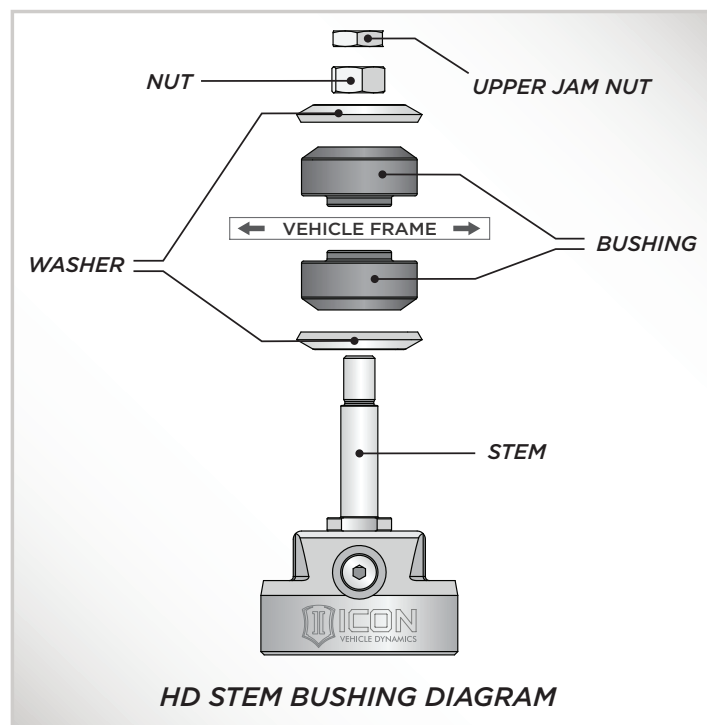 NUT
UPPER JAM NUT
VEHICLE FRAME
WASHER
BUSHING
STEM
ICON
VEHICLE DYNAMICS
HD STEM BUSHING DIAGRAM